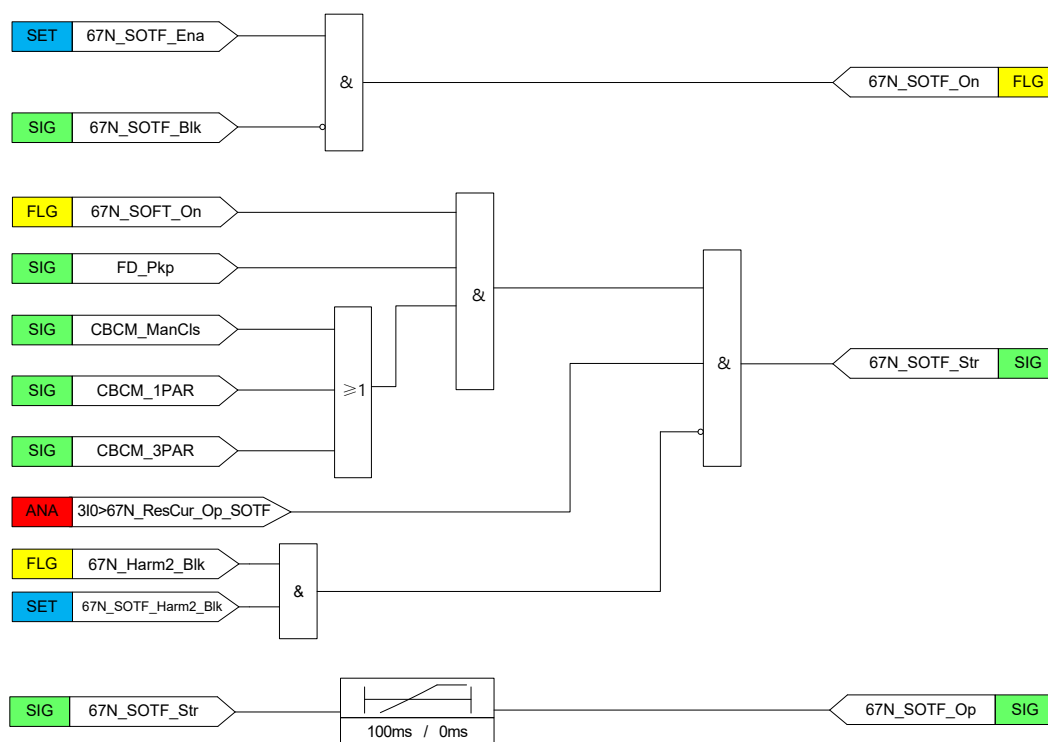 SET 67N_SOTF_Ena
&
67N_SOTF_On FLG
SIG 67N_SOTF_Blk
FLG 67N_SOFT_On
SIG FD_Pkp
&
SIG CBCM_ManCls
67N_SOTF_Str SIG
&
≥1
SIG CBCM_1PAR
SIG CBCM_3PAR
ANA 3I0>67N_ResCur_Op_SOTF
FLG 67N_Harm2_Blk
&
SET 67N_SOTF_Harm2_Blk
SIG 67N_SOTF_Str
67N_SOTF_Op SIG
100ms / 0ms